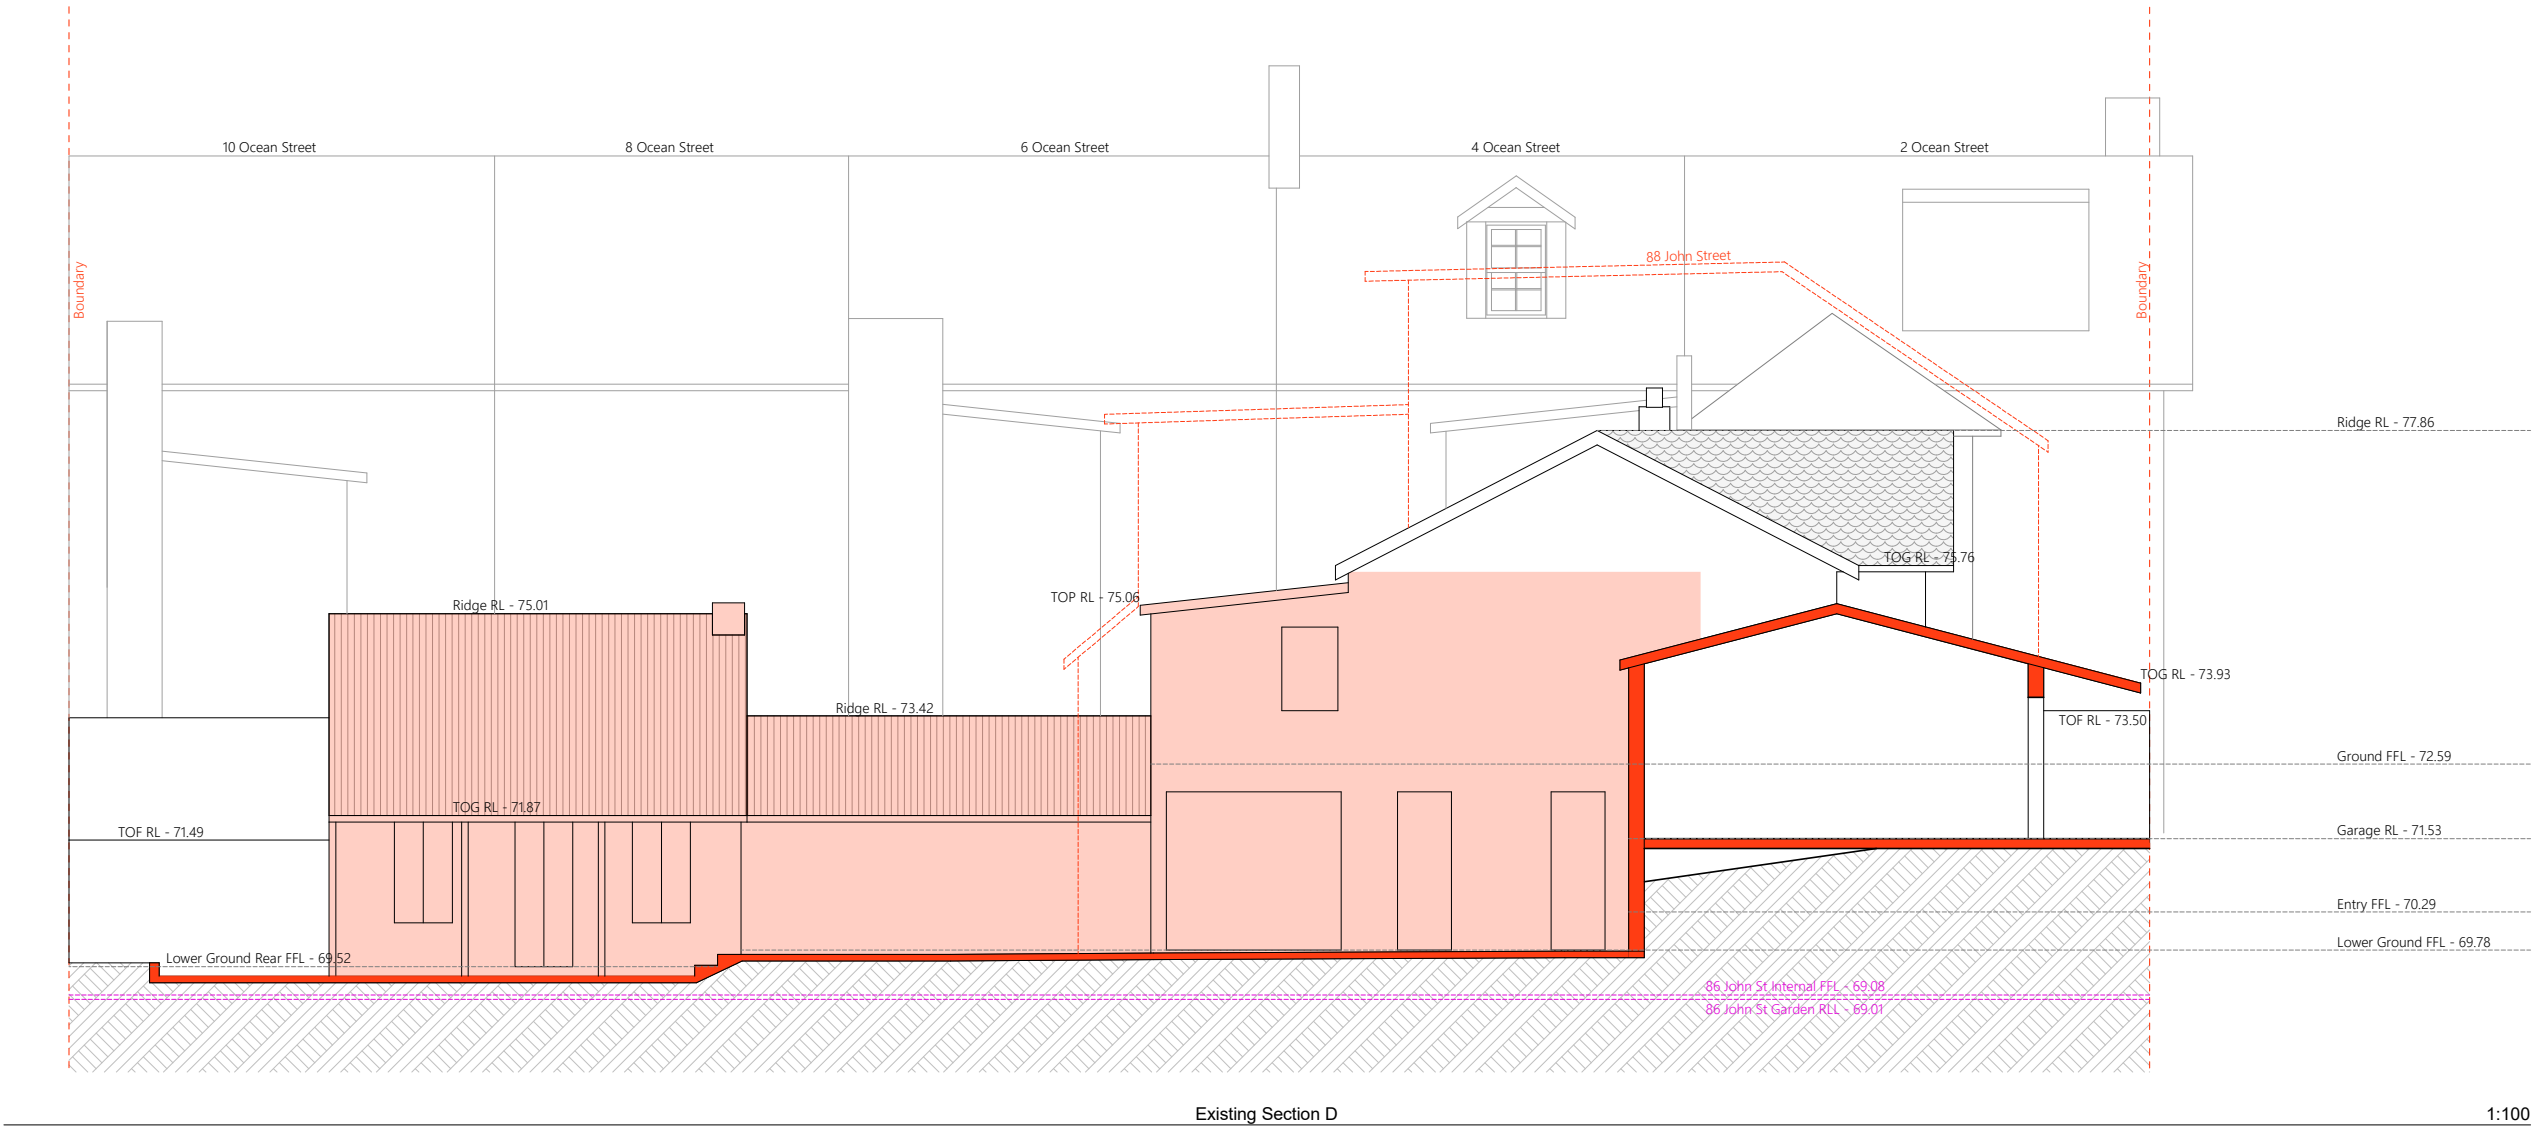 10 Ocean Street
8 Ocean Street
6 Ocean Street
4 Ocean Street
2 Ocean Street
88 John Street
Boundary
Boundary
Ridge RL - 77.86
TOG RL - 75.76
TOP RL - 75.06
Ridge RL - 75.01
TOG RL - 73.93
Ridge RL - 73.42
TOF RL - 73.50
Ground FFL - 72.59
TOG RL - 71.87
TOF RL - 71.49
Garage RL - 71.53
Entry FFL - 70.29
Lower Ground FFL - 69.78
Lower Ground Rear FFL - 69.52
86 John St Internal FFL - 69.08
86 John St Garden RLL - 69.01
Existing Section D
1:100